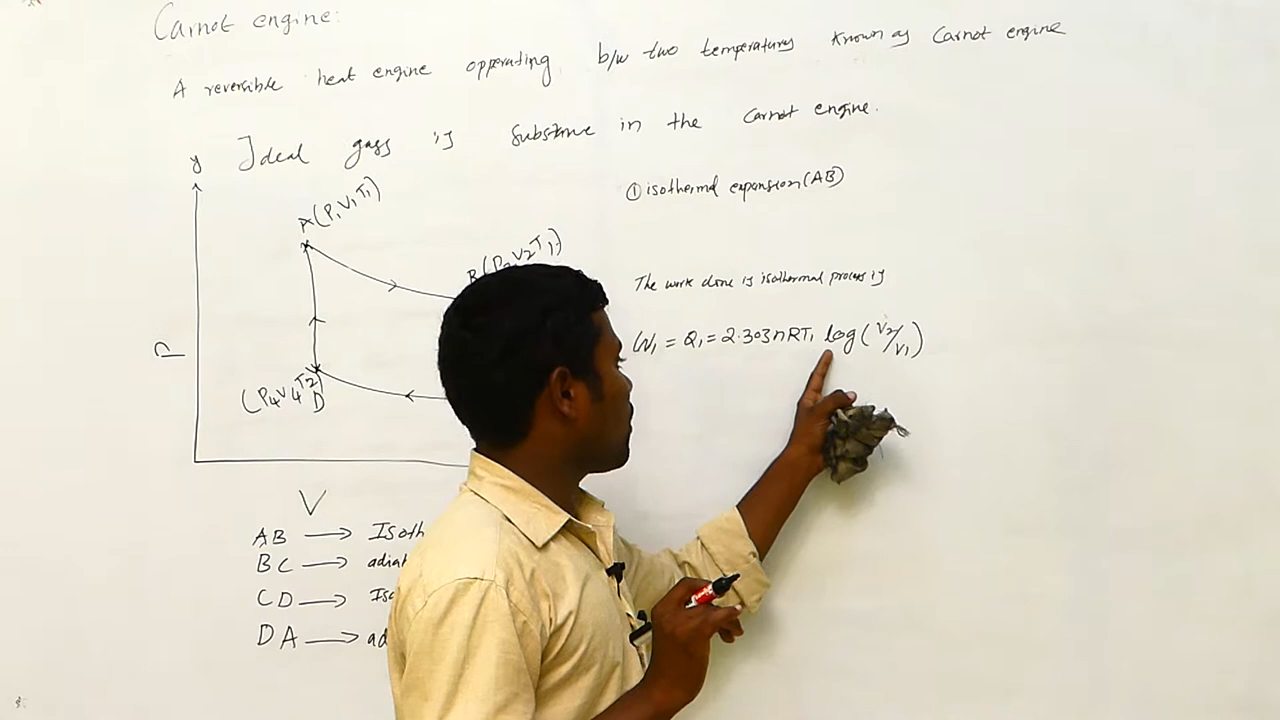 Carnot engine:
A reversible heat engine opperating b/w two temperatures known as Carnot engine
Ideal gass is substance in the Carnot engine.
y
A(P₁V₁T₁)
① isothermal expansion(AB)
B(P₂V₂T₁)
The work done is isothermal process is
W₁ = Q₁ = 2.303nRT₁ log(V₂/V₁)
P
(P₄V₄T₂)
D
V
AB → Isoth
BC → adiab
CD → Iso
DA → ad